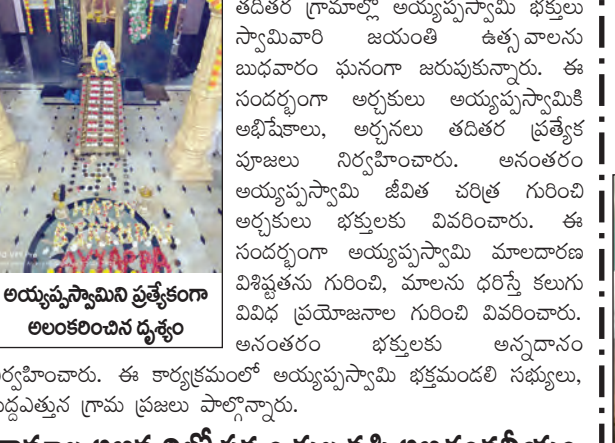 తదితర గ్రామాల్లో అయ్యప్పస్వామి భక్తులు
స్వామివారి జయంతి ఉత్సవాలను
బుధవారం ఘనంగా జరుపుకున్నారు. ఈ
సందర్భంగా అర్చకులు అయ్యప్పస్వామికి
అభిషేకాలు, అర్చనలు తదితర ప్రత్యేక
పూజలు నిర్వహించారు. అనంతరం
అయ్యప్పస్వామి జీవిత చరిత్ర గురించి
అర్చకులు భక్తులకు వివరించారు. ఈ
సందర్భంగా అయ్యప్పస్వామి మాలదారణ
విశిష్టతను గురించి, మాలను ధరిస్తే కలుగు
వివిధ ప్రయోజనాల గురించి వివరించారు.
అనంతరం భక్తులకు అన్నదానం
ర్వహించారు. ఈ కార్యక్రమంలో అయ్యప్పస్వామి భక్తమండలి సభ్యులు,
ద్దఎత్తున గ్రామ ప్రజలు పాల్గొన్నారు.
HAPPY
BIRTHDAY
AYYAPPA
అయ్యప్పస్వామిని ప్రత్యేకంగా
అలంకరించిన దృశ్యం